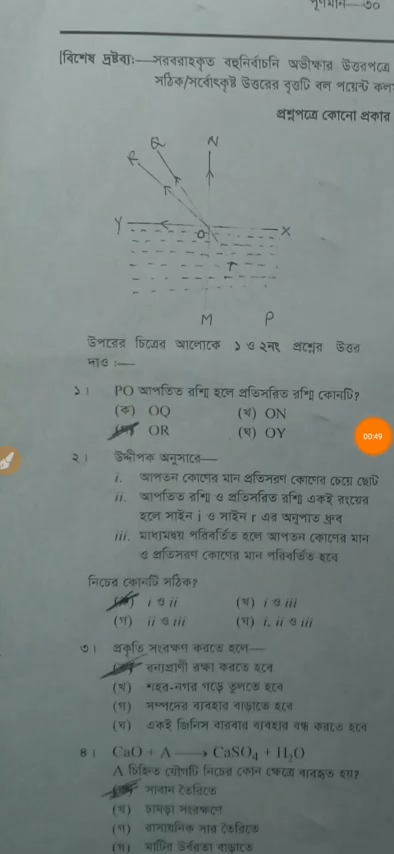 পূর্ণমান—৩০
[বিশেষ দ্রষ্টব্য:—সরবরাহকৃত বহুনির্বাচনি অভীক্ষার উত্তরপত্রে
সঠিক/সর্বোৎকৃষ্ট উত্তরের বৃত্তটি বল পয়েন্ট কল
প্রশ্নপত্রে কোনো প্রকার
R Q N
Y O X
r
M P
উপরের চিত্রের আলোকে ১ ও ২নং প্রশ্নের উত্তর
দাও :—
১। PO আপতিত রশ্মি হলে প্রতিসরিত রশ্মি কোনটি?
(ক) OQ (খ) ON
OR (ঘ) OY
২। উদ্দীপক অনুসারে—
i. আপতন কোণের মান প্রতিসরণ কোণের চেয়ে ছোট
ii. আপতিত রশ্মি ও প্রতিসরিত রশ্মি একই রংয়ের
হলে সাইন i ও সাইন r এর অনুপাত ধ্রুব
iii. মাধ্যমদ্বয় পরিবর্তিত হলে আপতন কোণের মান
ও প্রতিসরণ কোণের মান পরিবর্তিত হবে
নিচের কোনটি সঠিক?
i ও ii (খ) i ও iii
(গ) ii ও iii (ঘ) i, ii ও iii
৩। প্রকৃতি সংরক্ষণ করতে হলে—
বন্যপ্রাণী রক্ষা করতে হবে
(খ) শহর-নগর গড়ে তুলতে হবে
(গ) সম্পদের ব্যবহার বাড়াতে হবে
(ঘ) একই জিনিস বারবার ব্যবহার বন্ধ করতে হবে
৪। CaO + A ⟶ CaSO₄ + H₂O
A চিহ্নিত যৌগটি নিচের কোন ক্ষেত্রে ব্যবহৃত হয়?
সাবান তৈরিতে
(খ) চামড়া সংরক্ষণে
(গ) রাসায়নিক সার তৈরিতে
(ঘ) মাটির উর্বরতা বাড়াতে
00:49